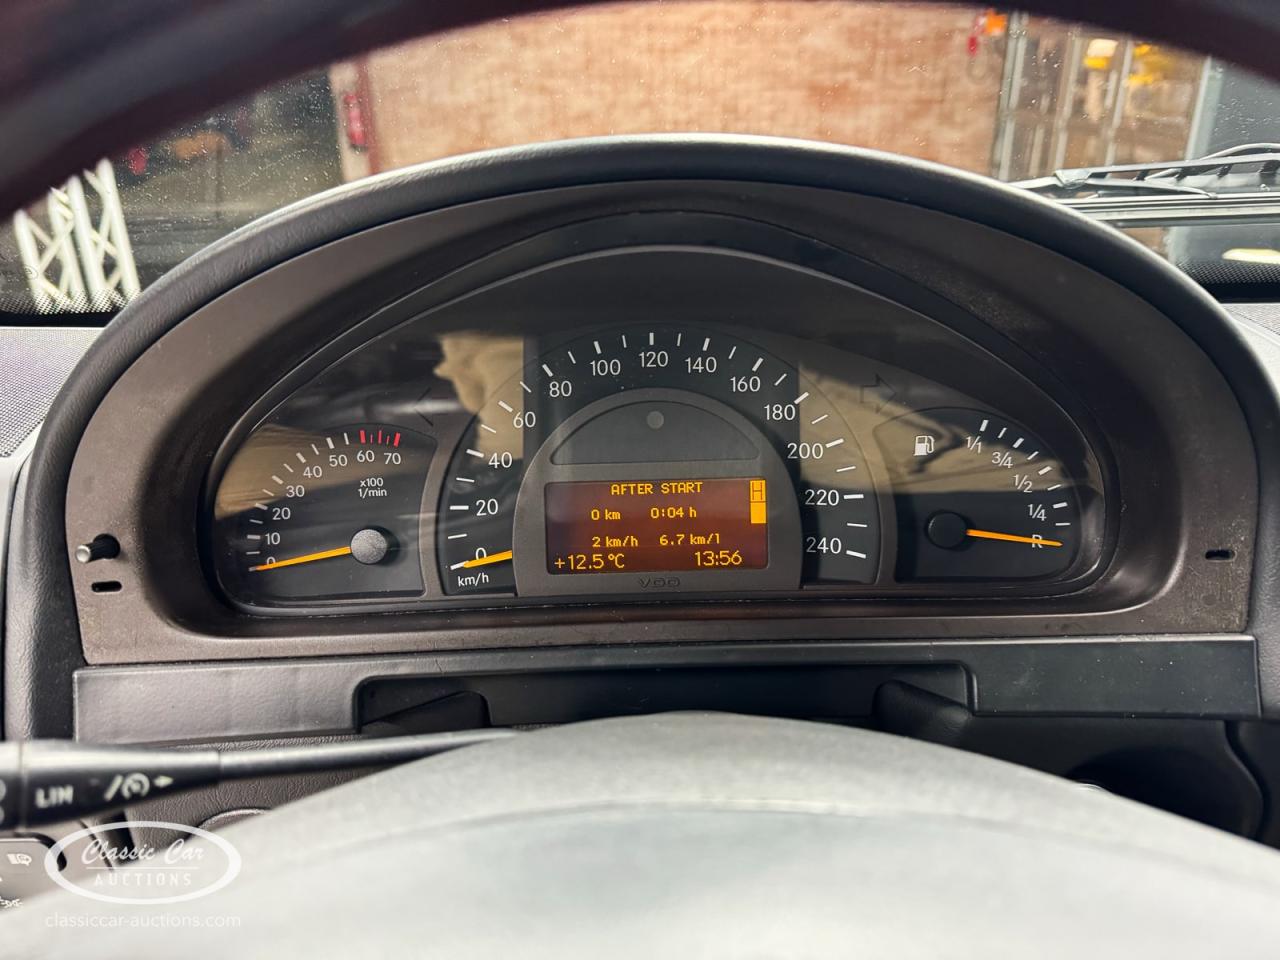 0 10 20 30 40 50 60 70
x100
1/min
0 20 40 60 80 100 120 140 160 180 200 220 240
km/h
AFTER START
H
0 km 0:04 h
2 km/h 6.7 km/l
+12.5°C 13:56
VDO
1/1 3/4 1/2 1/4 R
LIM
Classic Car
AUCTIONS
classiccar-auctions.com